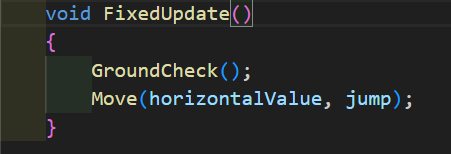 void FixedUpdate()
{
GroundCheck();
Move(horizontalValue, jump);
}